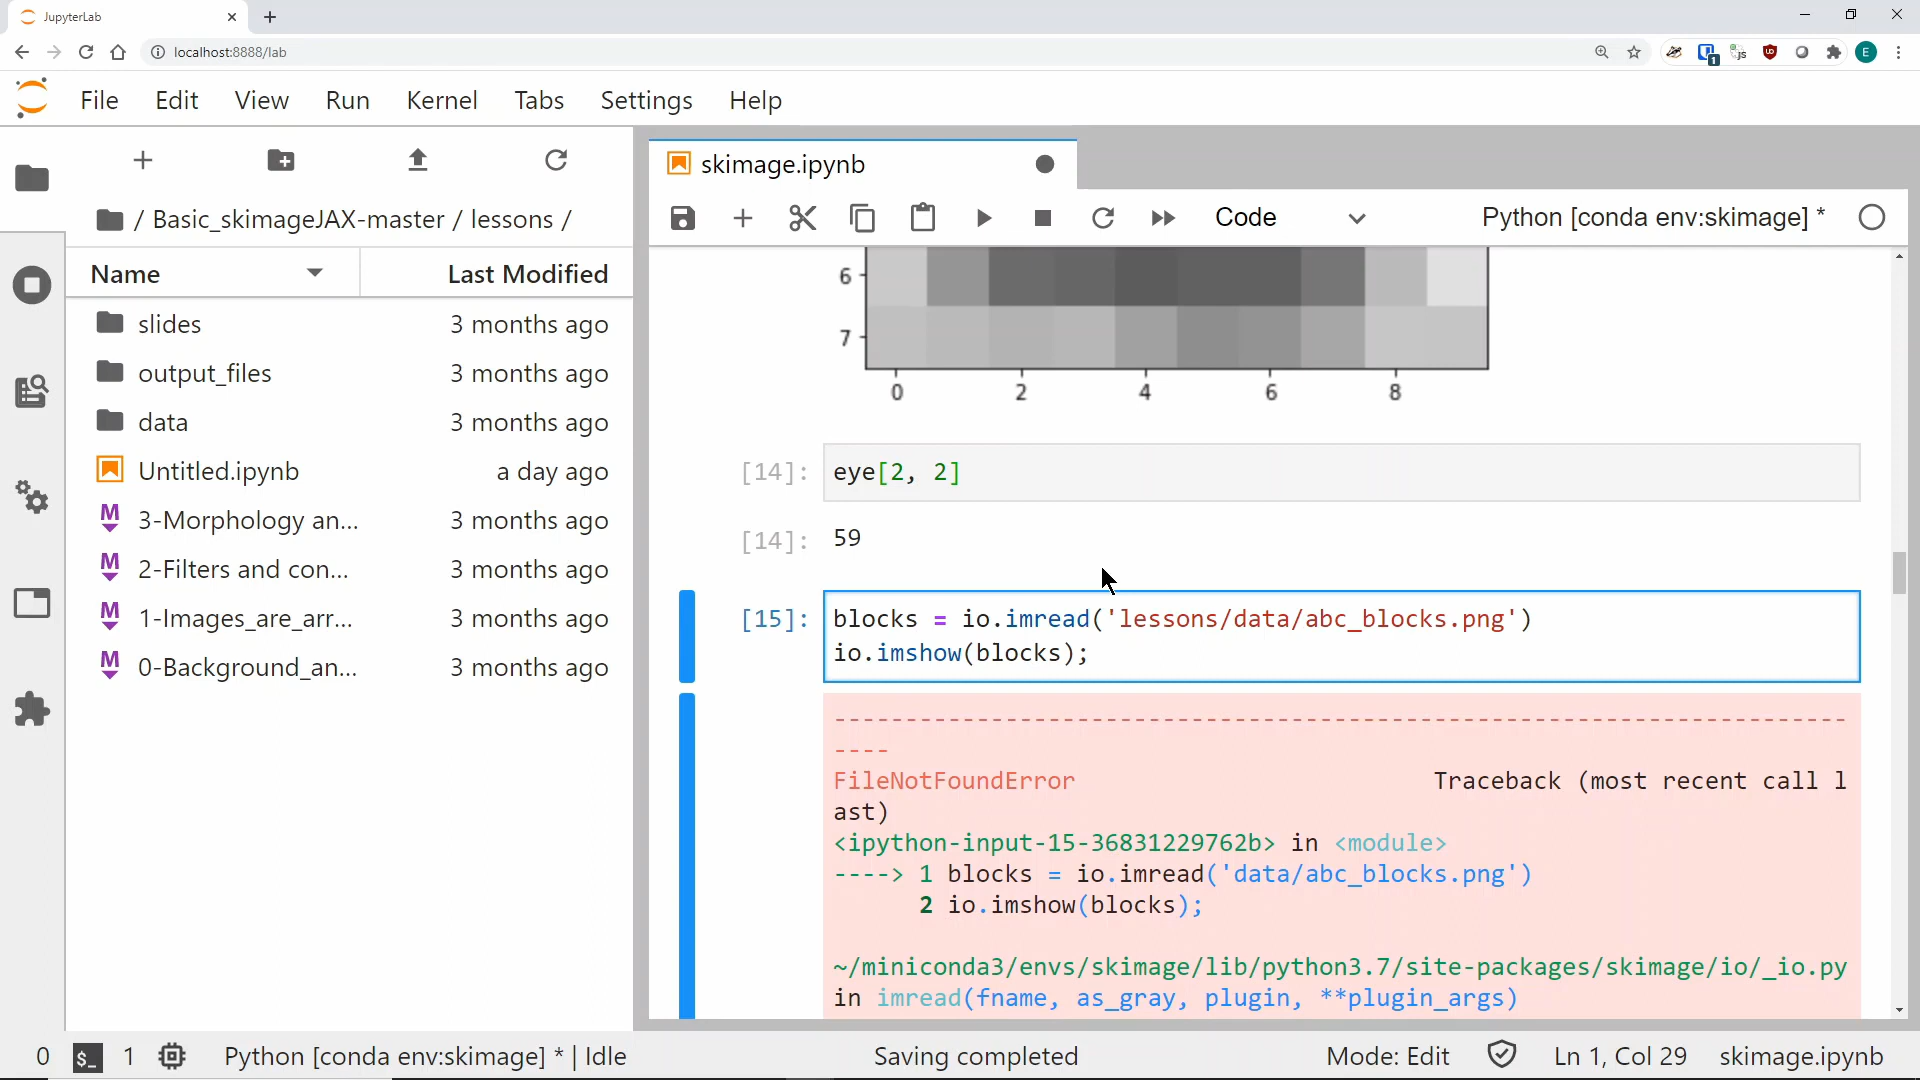 JupyterLab
localhost:8888/lab
1
JS
E
File Edit View Run Kernel Tabs Settings Help
/ Basic_skimageJAX-master / lessons /
Name Last Modified
slides 3 months ago
output_files 3 months ago
data 3 months ago
Untitled.ipynb a day ago
M 3-Morphology an... 3 months ago
M 2-Filters and con... 3 months ago
M 1-Images_are_arr... 3 months ago
M 0-Background_an... 3 months ago
skimage.ipynb
Code Python [conda env:skimage] *
6
7
0 2 4 6 8
[14]: eye[2, 2]
[14]: 59
[15]: blocks = io.imread('lessons/data/abc_blocks.png')
io.imshow(blocks);
-----------------------------------------------------------------------
----
FileNotFoundError Traceback (most recent call l
ast)
<ipython-input-15-36831229762b> in <module>
----> 1 blocks = io.imread('data/abc_blocks.png')
2 io.imshow(blocks);
~/miniconda3/envs/skimage/lib/python3.7/site-packages/skimage/io/_io.py
in imread(fname, as_gray, plugin, **plugin_args)
0 $_ 1 Python [conda env:skimage] * | Idle Saving completed Mode: Edit Ln 1, Col 29 skimage.ipynb